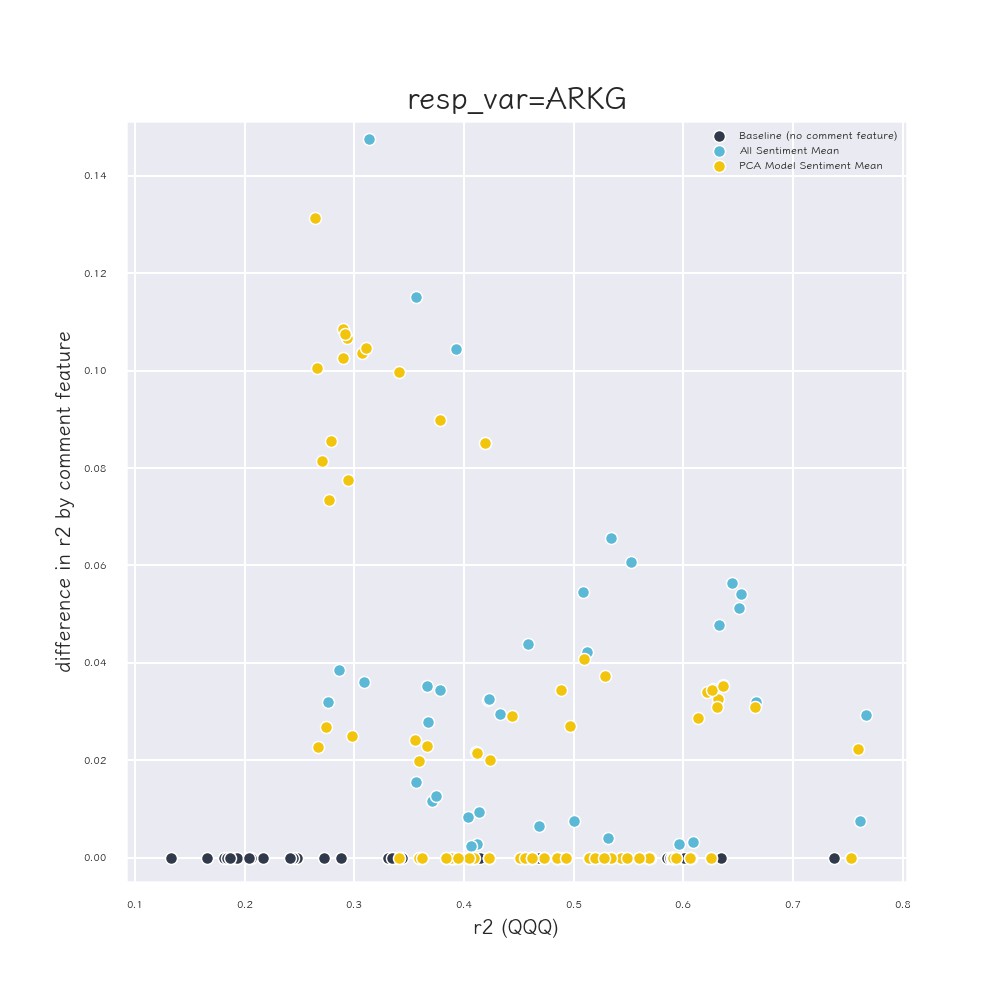 resp_var=ARKG
Baseline (no comment feature)
All Sentiment Mean
PCA Model Sentiment Mean
difference in r2 by comment feature
0.14
0.12
0.10
0.08
0.06
0.04
0.02
0.00
0.1 0.2 0.3 0.4 0.5 0.6 0.7 0.8
r2 (QQQ)